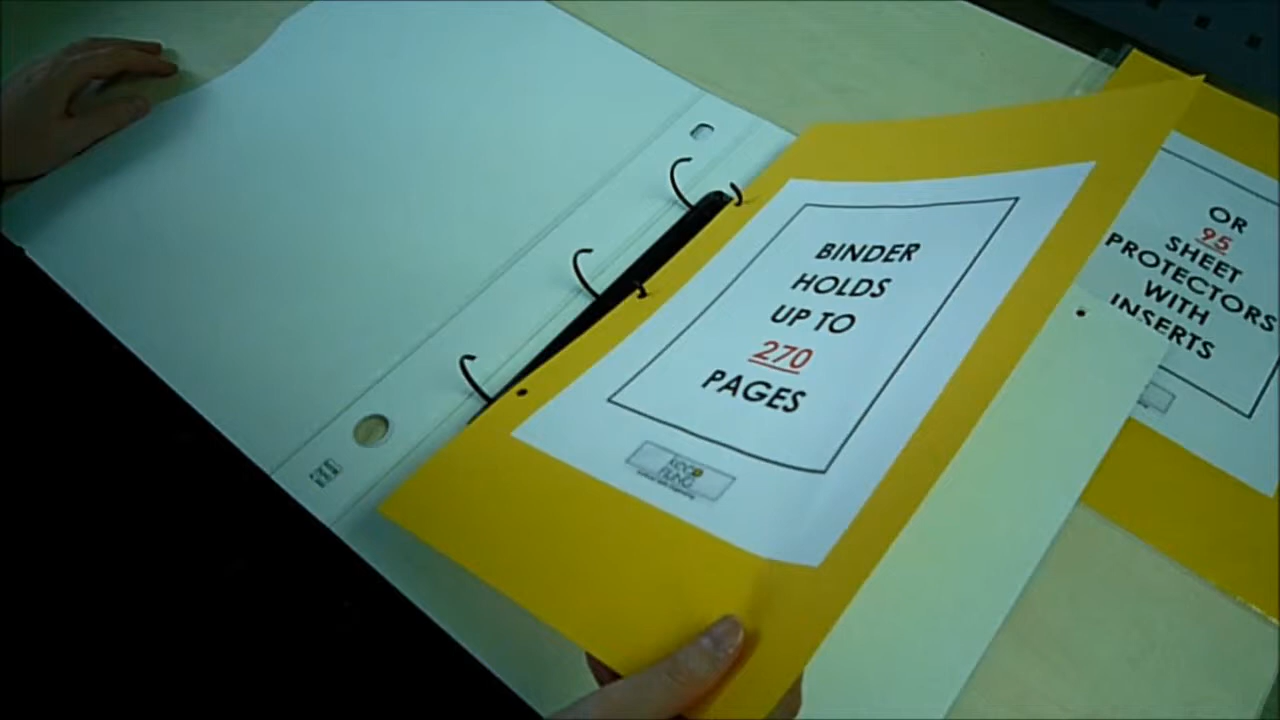 BINDER
HOLDS
UP TO
270
PAGES
OR
95
SHEET
PROTECTORS
WITH
INSERTS